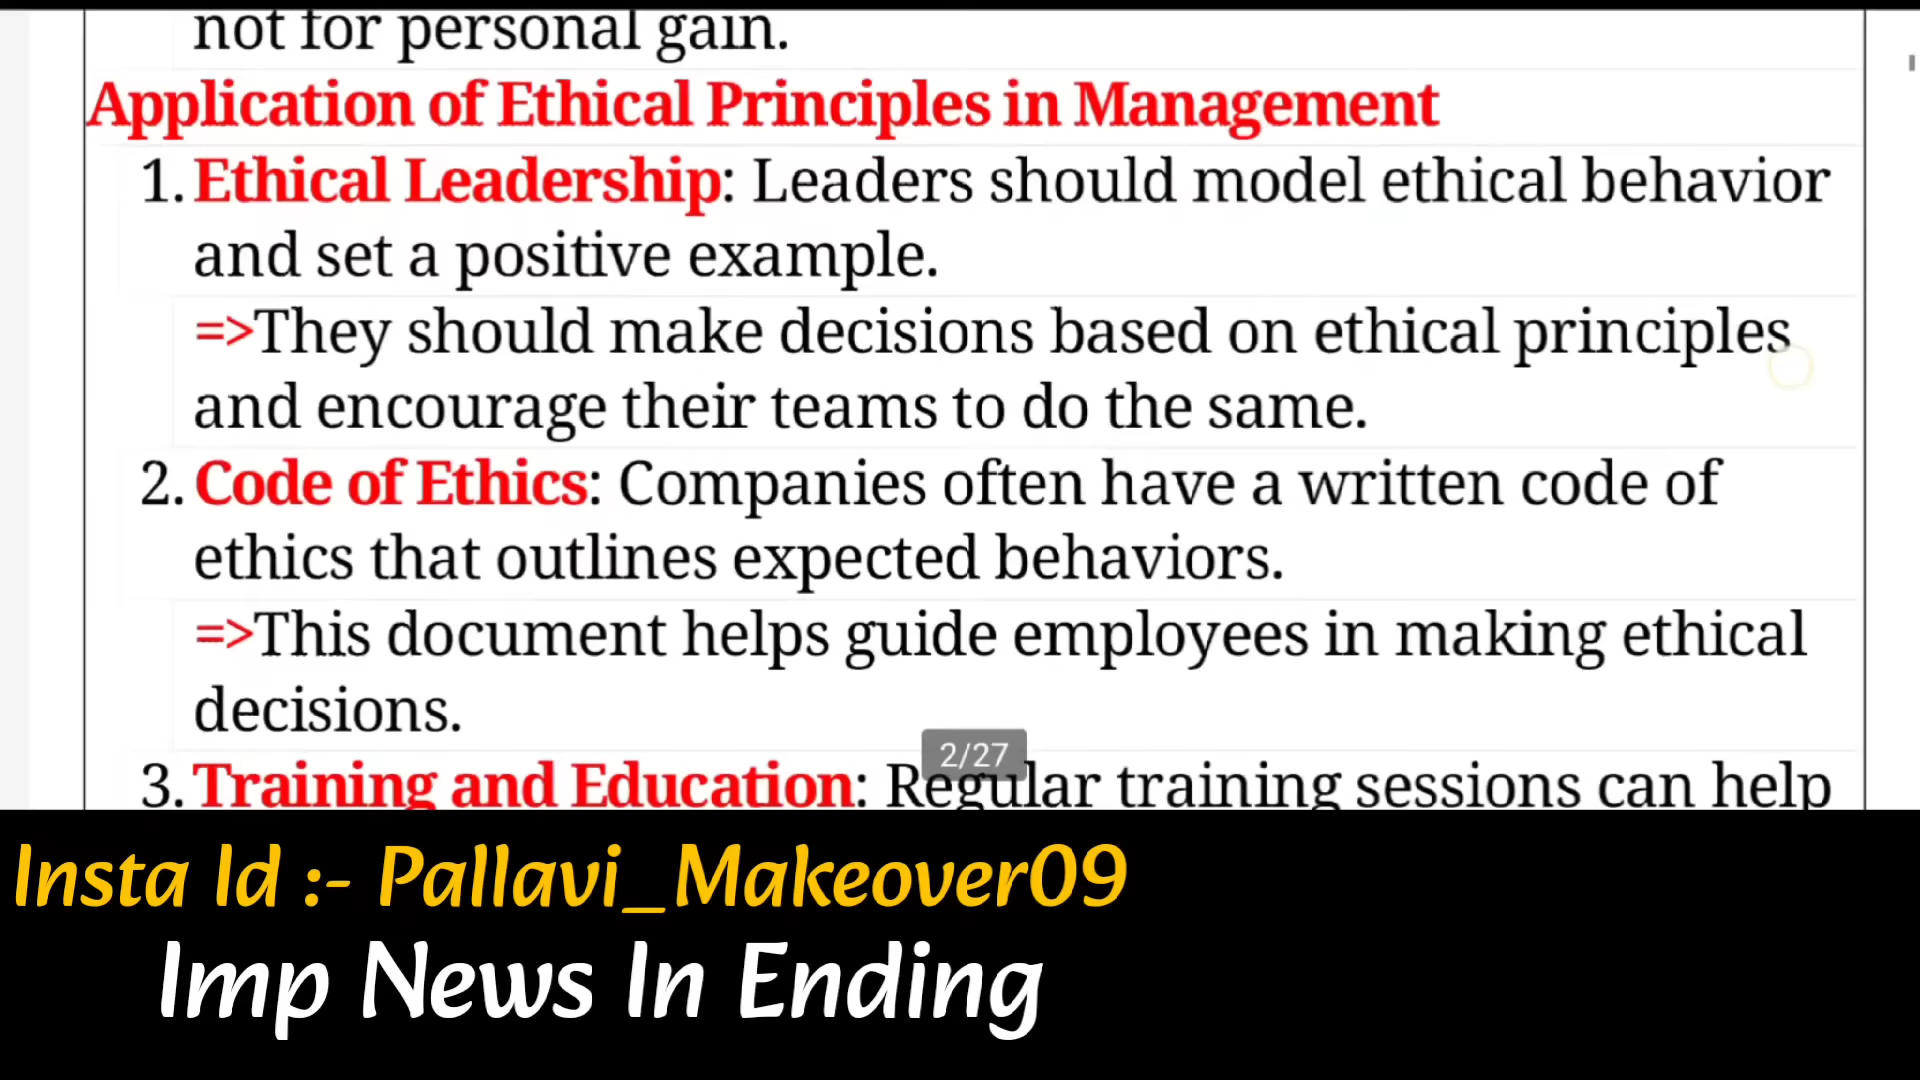 not for personal gain.
Application of Ethical Principles in Management
1. Ethical Leadership: Leaders should model ethical behavior
and set a positive example.
=>They should make decisions based on ethical principles
and encourage their teams to do the same.
2. Code of Ethics: Companies often have a written code of
ethics that outlines expected behaviors.
=>This document helps guide employees in making ethical
decisions.
2/27
3. Training and Education: Regular training sessions can help
Insta Id :- Pallavi_Makeover09
Imp News In Ending